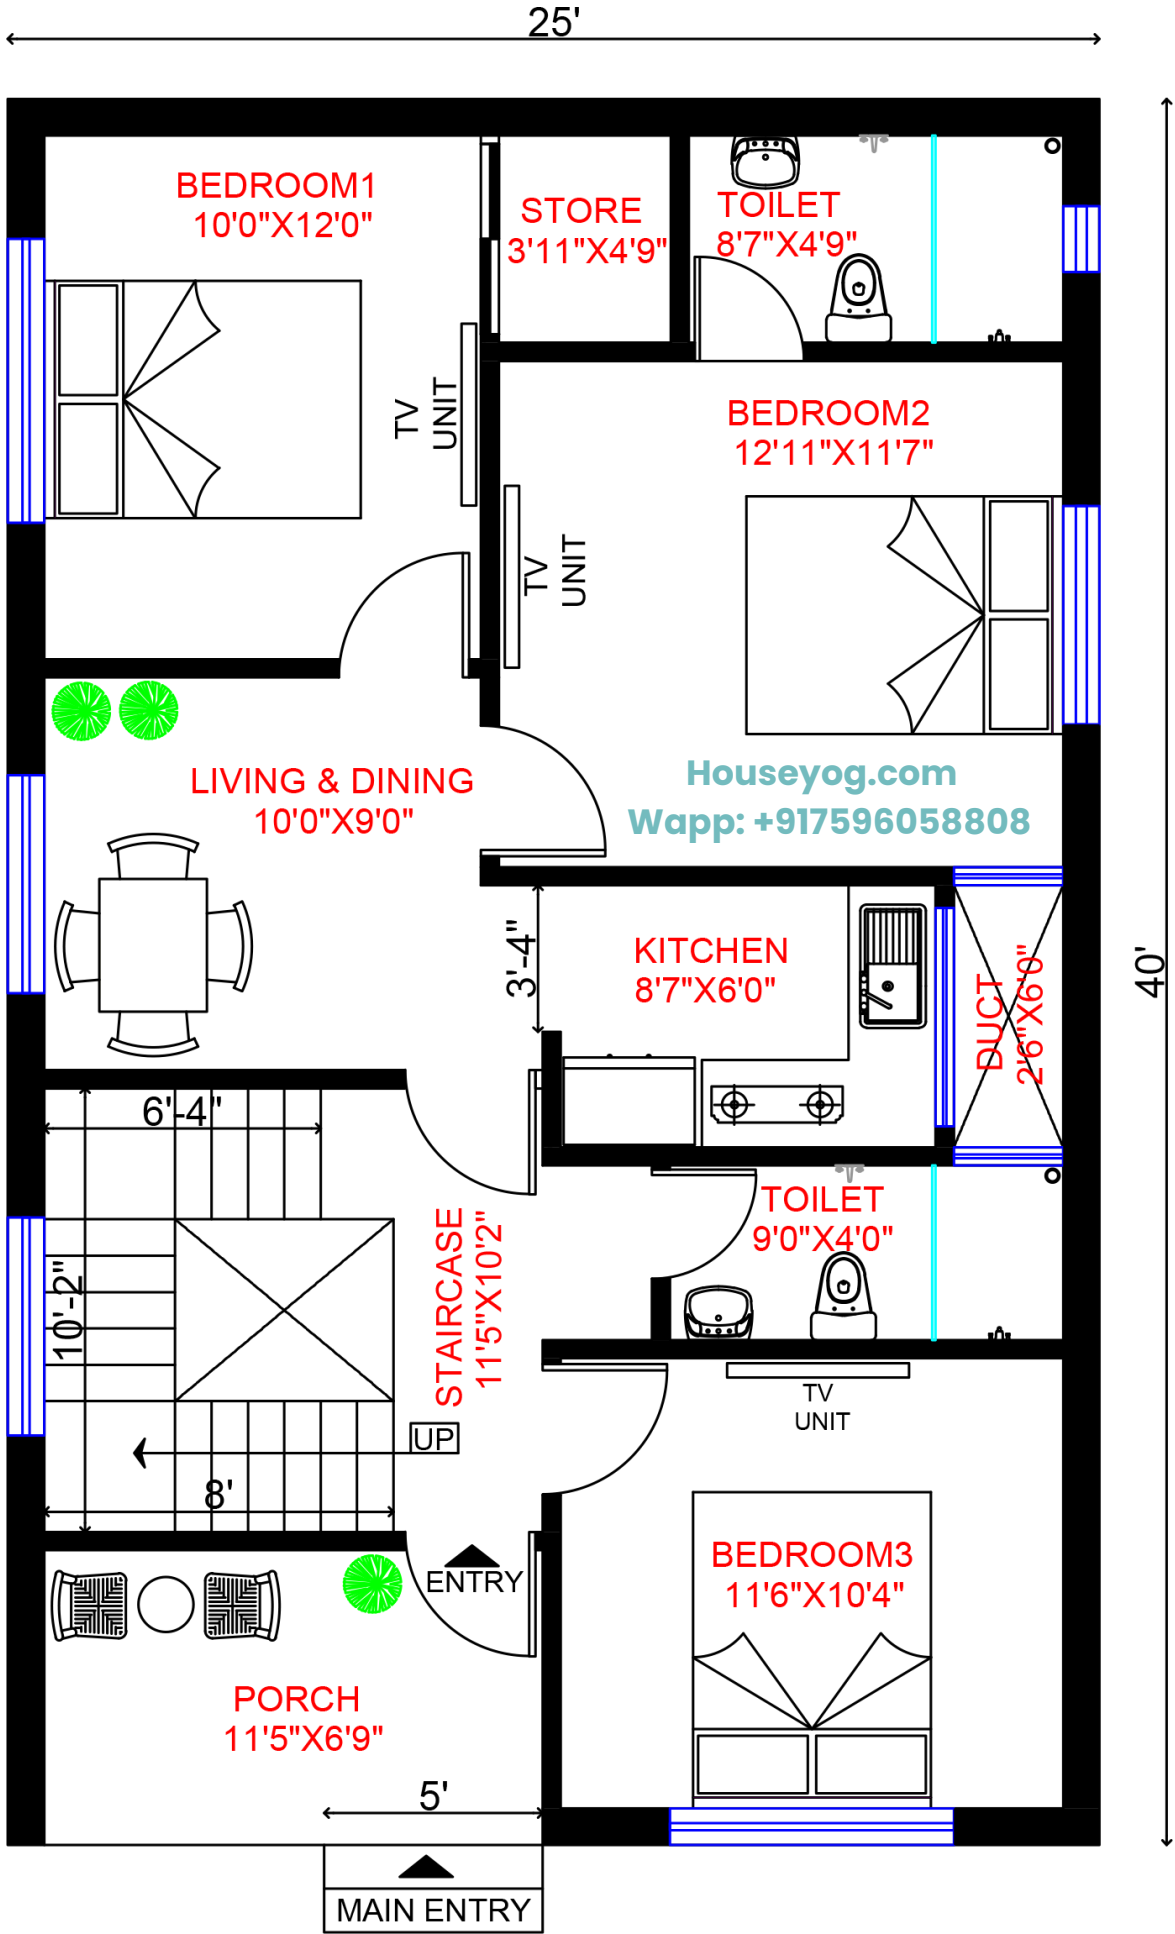 25'
BEDROOM1
10'0"X12'0"
STORE
3'11"X4'9"
TOILET
8'7"X4'9"
TV
UNIT
BEDROOM2
12'11"X11'7"
TV
UNIT
LIVING & DINING
10'0"X9'0"
Houseyog.com
Wapp: +917596058808
3'-4"
KITCHEN
8'7"X6'0"
DUCT
2'6"X6'0"
40'
6'-4"
10'-2"
STAIRCASE
11'5"X10'2"
TOILET
9'0"X4'0"
TV
UNIT
UP
8'
ENTRY
BEDROOM3
11'6"X10'4"
PORCH
11'5"X6'9"
5'
MAIN ENTRY